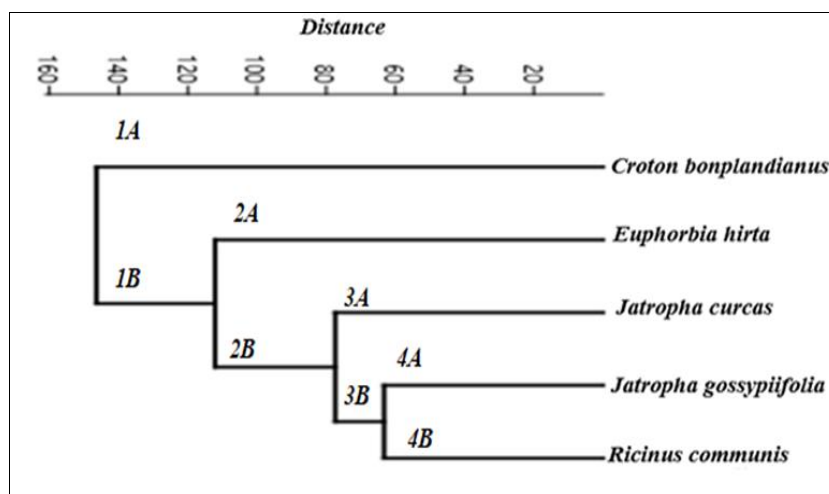 Distance
160 140 120 100 80 60 40 20
1A
Croton bonplandianus
2A
Euphorbia hirta
1B
3A
Jatropha curcas
2B
4A
Jatropha gossypiifolia
3B
4B
Ricinus communis